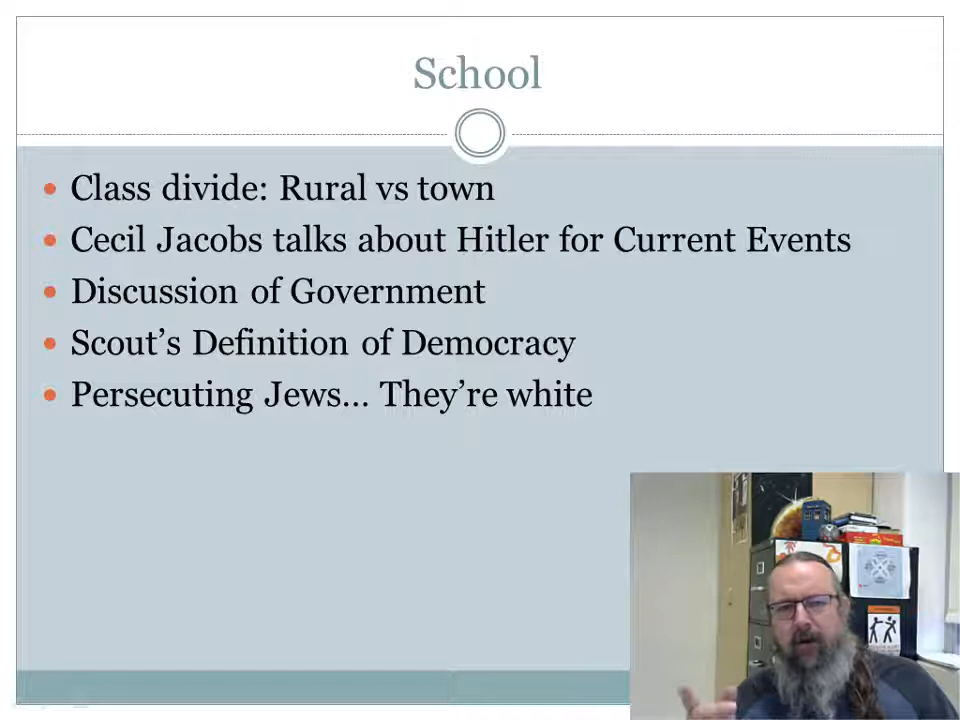 School
Class divide: Rural vs town
Cecil Jacobs talks about Hitler for Current Events
Discussion of Government
Scout’s Definition of Democracy
Persecuting Jews… They’re white